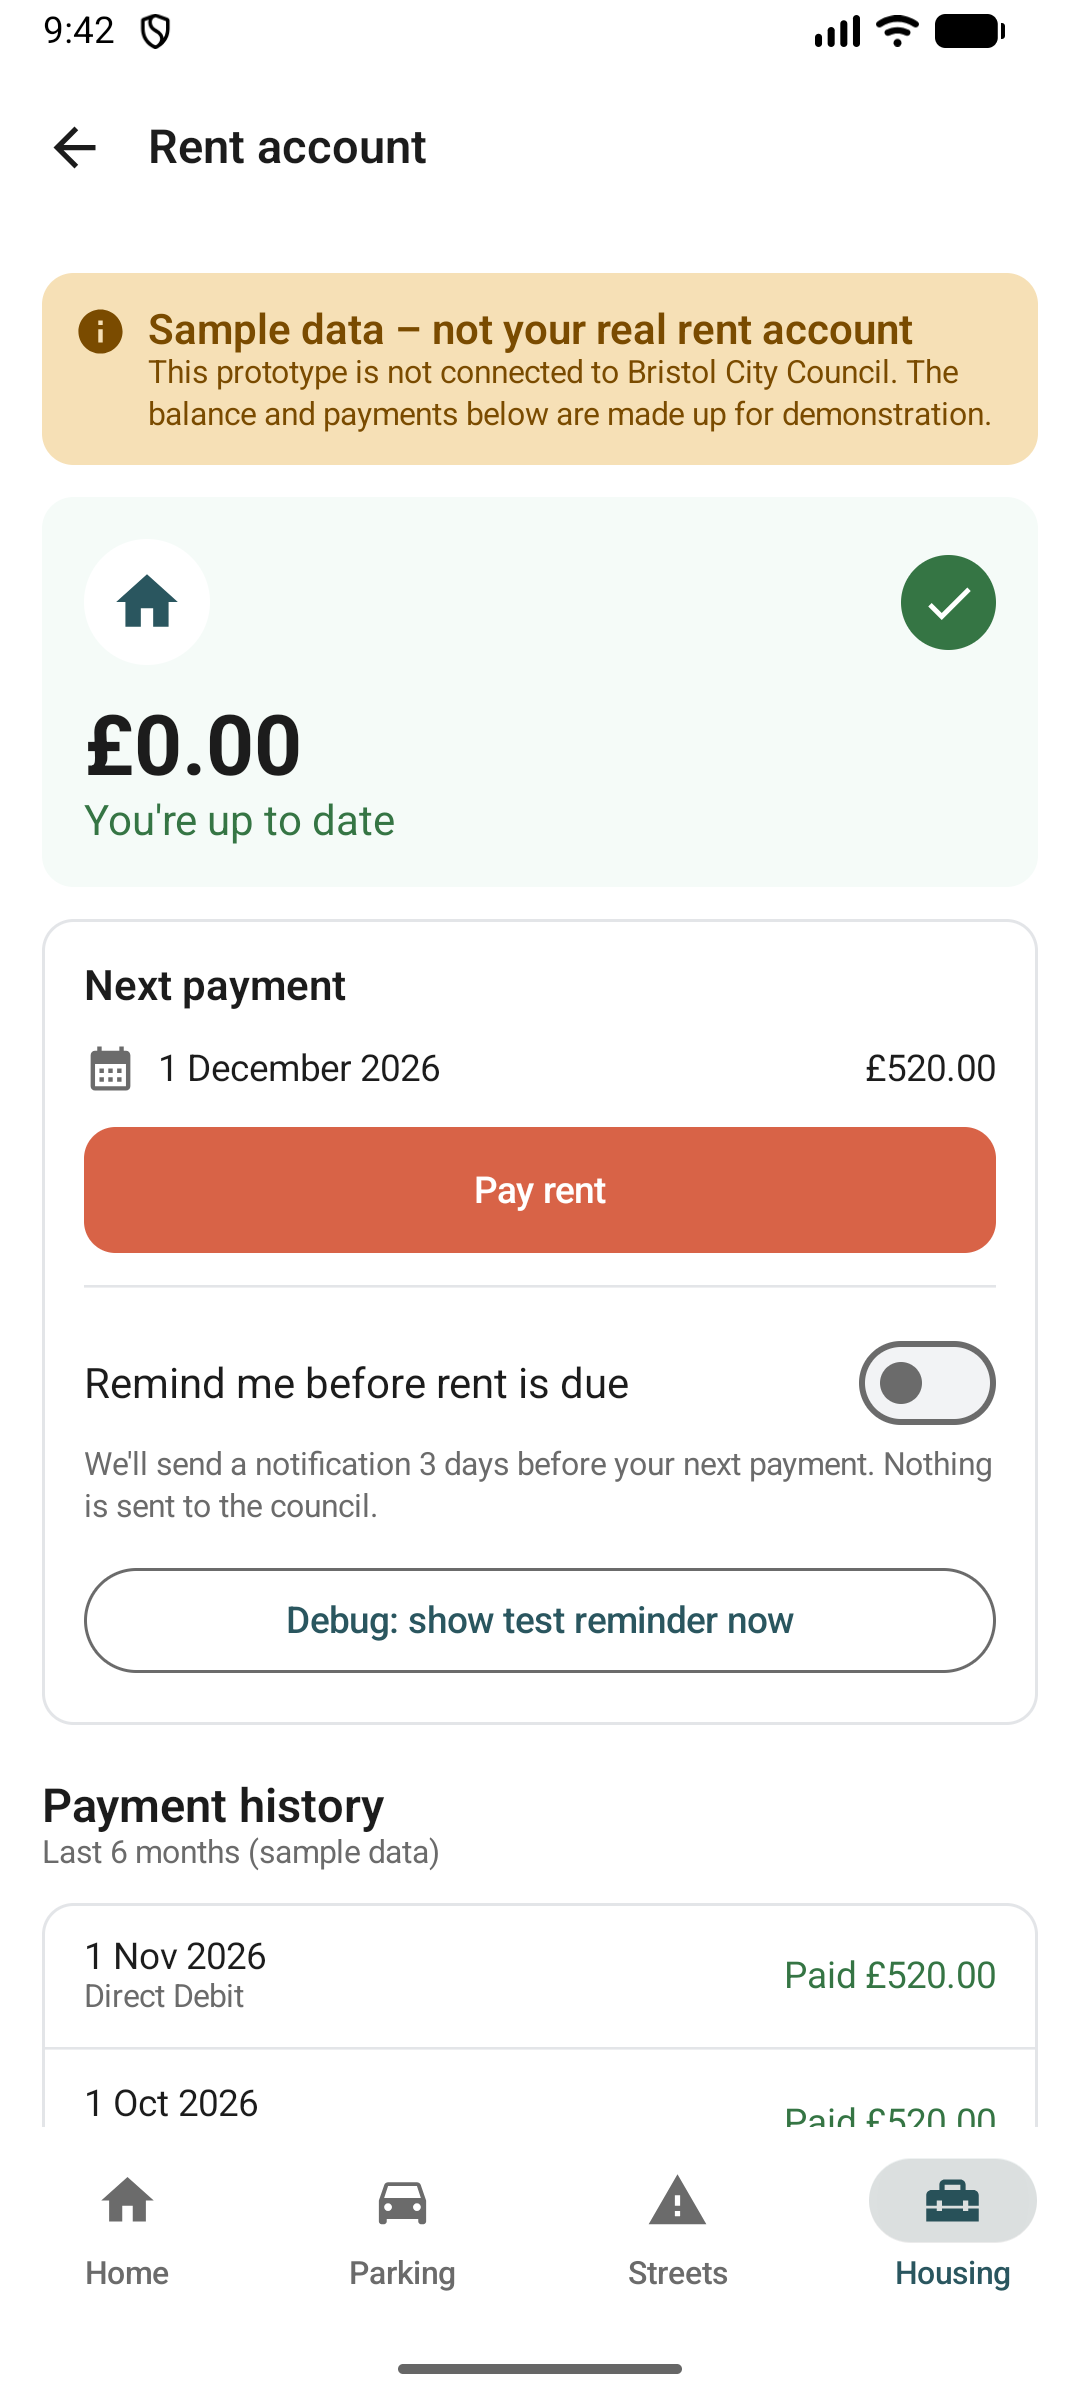 9:42
Rent account
Sample data – not your real rent account
This prototype is not connected to Bristol City Council. The
balance and payments below are made up for demonstration.
£0.00
You're up to date
Next payment
1 December 2026 £520.00
Pay rent
Remind me before rent is due
We'll send a notification 3 days before your next payment. Nothing
is sent to the council.
Debug: show test reminder now
Payment history
Last 6 months (sample data)
1 Nov 2026
Direct Debit
Paid £520.00
1 Oct 2026
Paid £520.00
Home
Parking
Streets
Housing